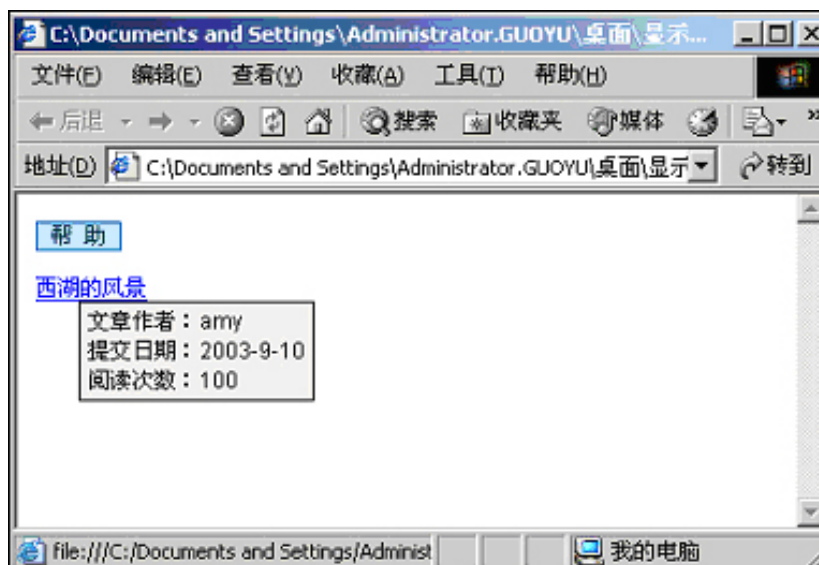 C:\Documents and Settings\Administrator.GUOYU\桌面\显示...
文件(F) 编辑(E) 查看(V) 收藏(A) 工具(T) 帮助(H)
后退 搜索 收藏夹 媒体 »
地址(D) C:\Documents and Settings\Administrator.GUOYU\桌面\显示 转到
帮 助
西湖的风景
文章作者：amy
提交日期：2003-9-10
阅读次数：100
file:///C:/Documents and Settings/Administ 我的电脑